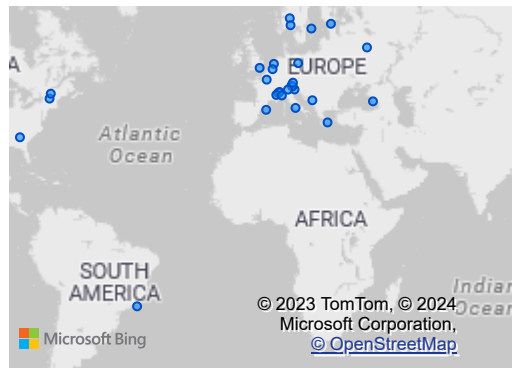 A
EUROPE
Atlantic
Ocean
AFRICA
SOUTH
AMERICA
Indian
Ocean
© 2023 TomTom, © 2024
Microsoft Corporation,
© OpenStreetMap
Microsoft Bing